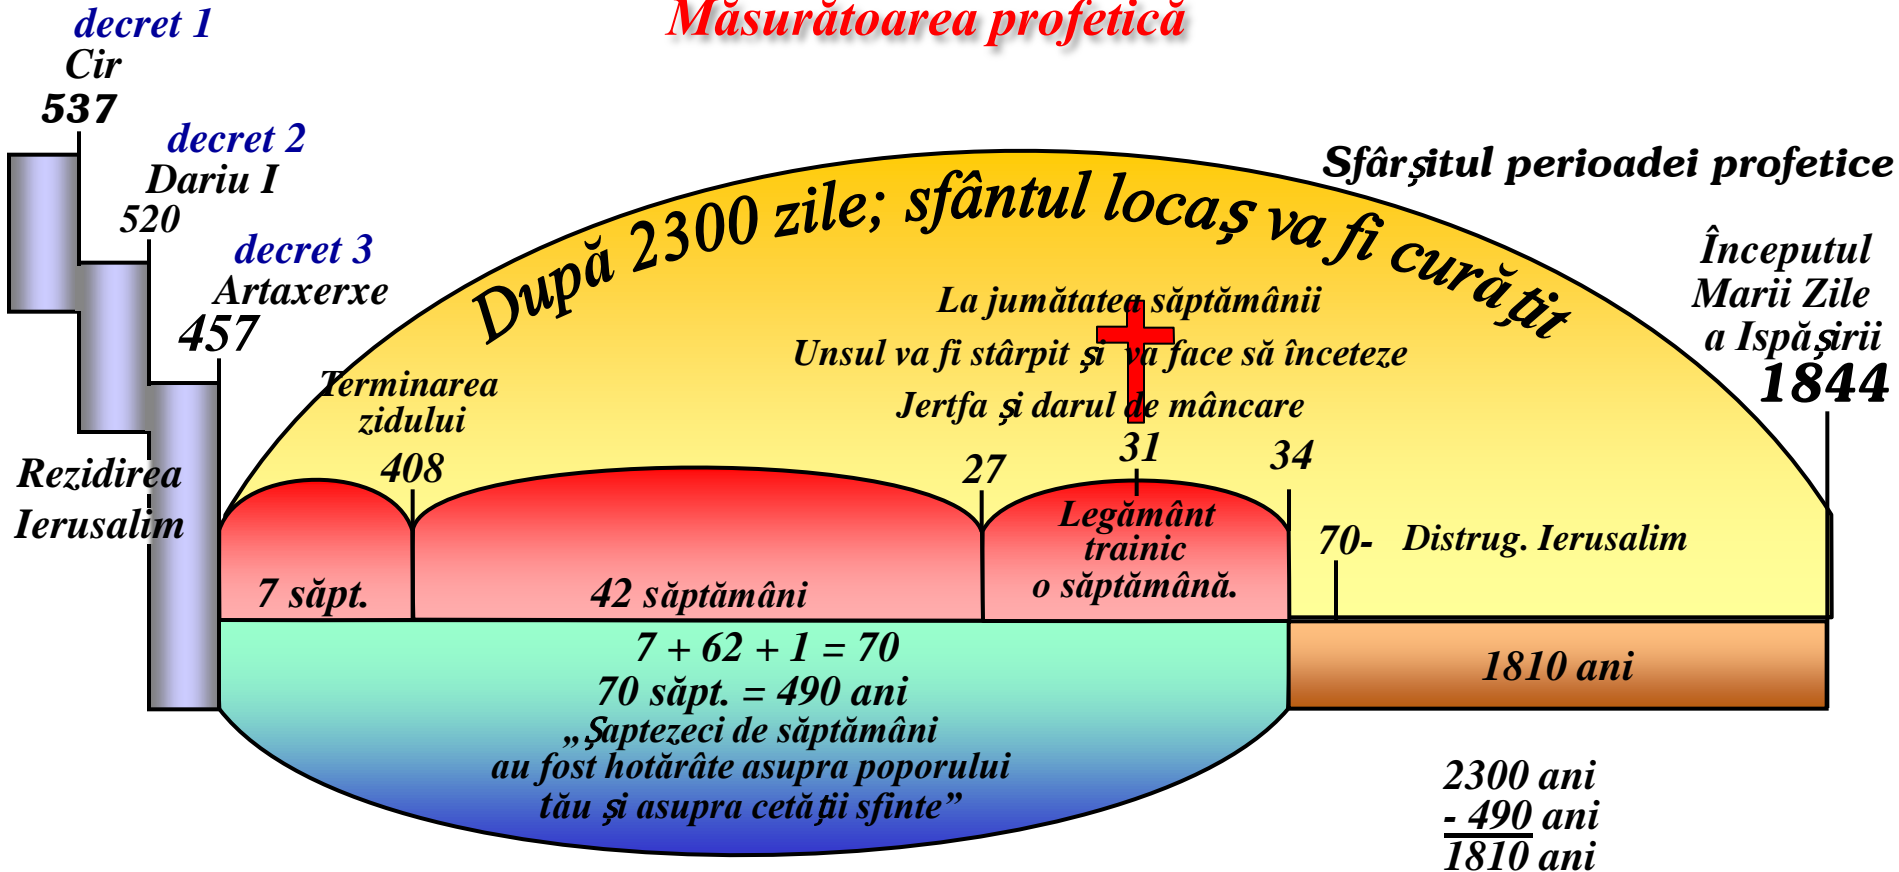 Măsurătoarea profetică
decret 1
Cir
537
decret 2
Dariu I
520
decret 3
Artaxerxe
457
Rezidirea
Ierusalim
După 2300 zile; sfântul locaș va fi curățit
Sfârșitul perioadei profetice
Începutul
Marii Zile
a Ispășirii
1844
La jumătatea săptămânii
Unsul va fi stârpit și va face să înceteze
Jertfa și darul de mâncare
Terminarea
zidului
408
27
31
34
70- Distrug. Ierusalim
7 săpt.
42 săptămâni
Legământ
trainic
o săptămână.
7 + 62 + 1 = 70
70 săpt. = 490 ani
„Șaptezeci de săptămâni
au fost hotărâte asupra poporului
tău și asupra cetății sfinte”
1810 ani
2300 ani
- 490 ani
1810 ani